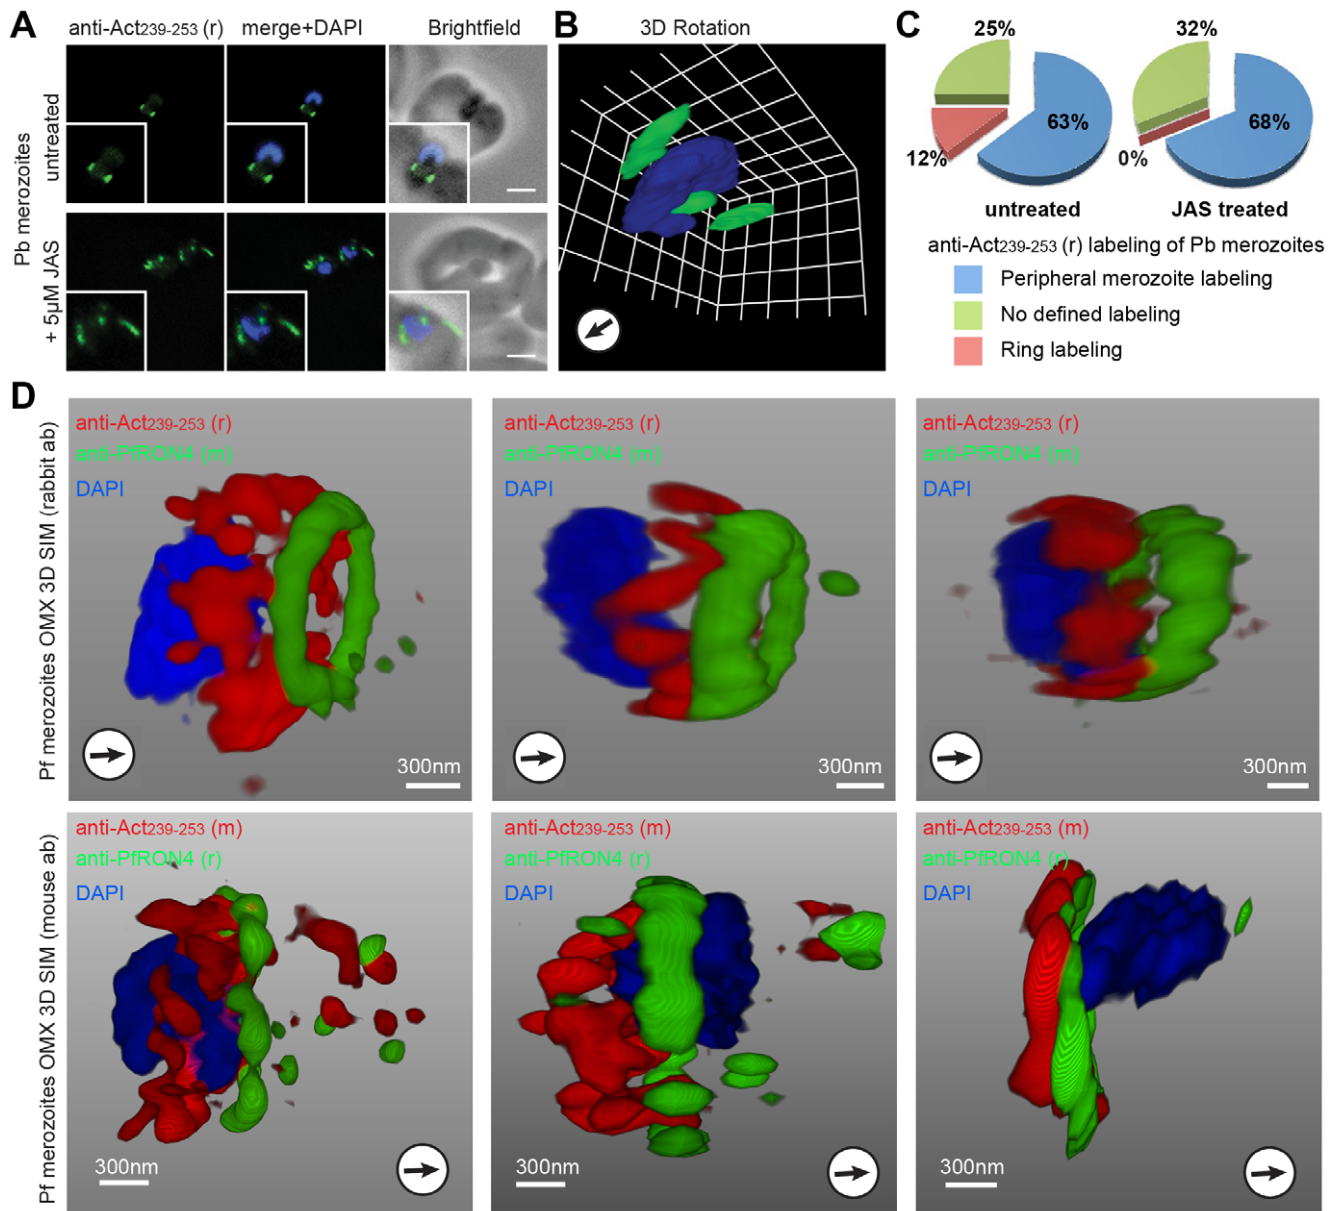 A
anti-Act239-253 (r)
merge+DAPI
Brightfield
Pb merozoites
untreated
+ 5µM JAS
B
3D Rotation
C
25%
63%
12%
untreated
32%
68%
0%
JAS treated
anti-Act239-253 (r) labeling of Pb merozoites
Peripheral merozoite labeling
No defined labeling
Ring labeling
D
Pf merozoites OMX 3D SIM (rabbit ab)
anti-Act239-253 (r)
anti-PfRON4 (m)
DAPI
300nm
anti-Act239-253 (r)
anti-PfRON4 (m)
DAPI
300nm
anti-Act239-253 (r)
anti-PfRON4 (m)
DAPI
300nm
Pf merozoites OMX 3D SIM (mouse ab)
anti-Act239-253 (m)
anti-PfRON4 (r)
DAPI
300nm
anti-Act239-253 (m)
anti-PfRON4 (r)
DAPI
300nm
anti-Act239-253 (m)
anti-PfRON4 (r)
DAPI
300nm